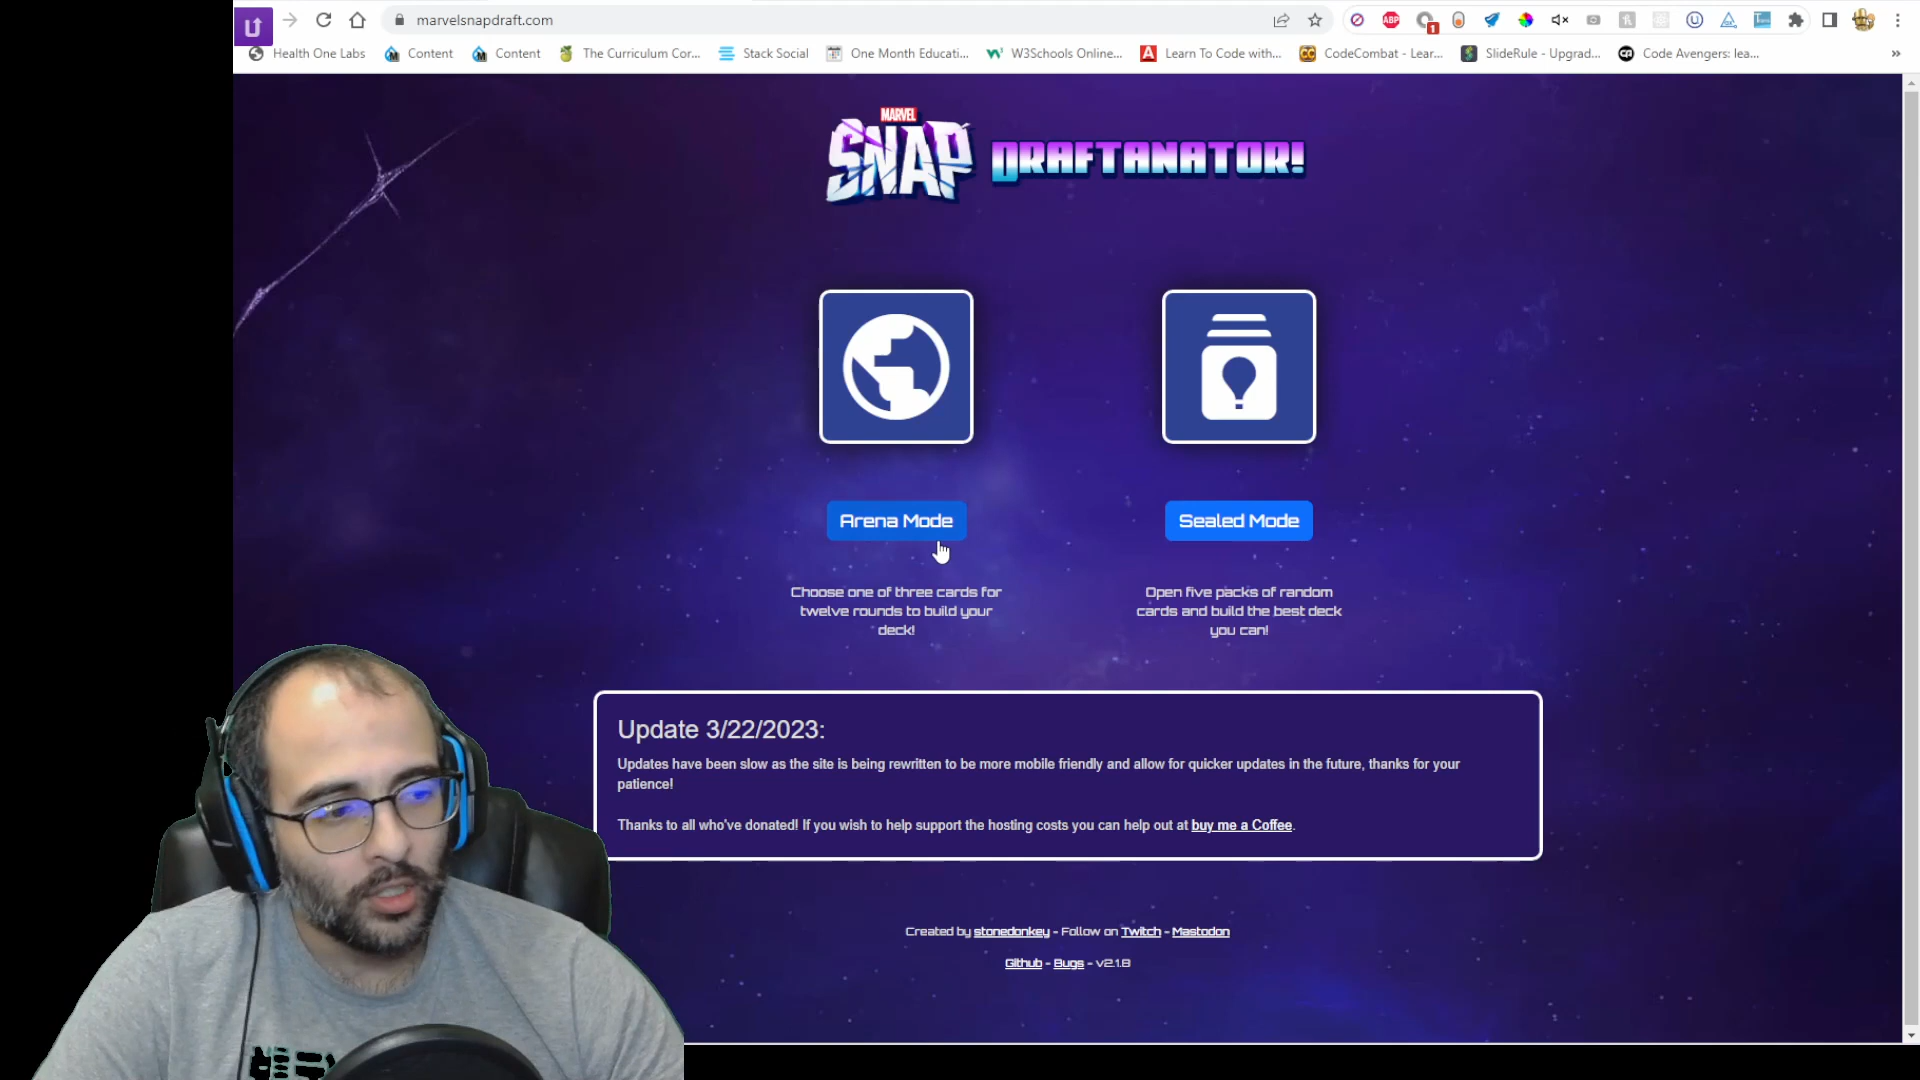 marvelsnapdraft.com
ABP
1
Health One Labs
Content
Content
The Curriculum Cor...
Stack Social
One Month Educati...
W3Schools Online...
Learn To Code with...
CodeCombat - Lear...
SlideRule - Upgrad...
Code Avengers: lea...
»
MARVEL
SNAP
DRAFTANATOR!
Arena Mode
Choose one of three cards for
twelve rounds to build your
deck!
Sealed Mode
Open five packs of random
cards and build the best deck
you can!
Update 3/22/2023:
Updates have been slow as the site is being rewritten to be more mobile friendly and allow for quicker updates in the future, thanks for your
patience!
Thanks to all who've donated! If you wish to help support the hosting costs you can help out at buy me a Coffee.
Created by stonedonkey - Follow on Twitch - Mastodon
Github - Bugs - v2.1.8